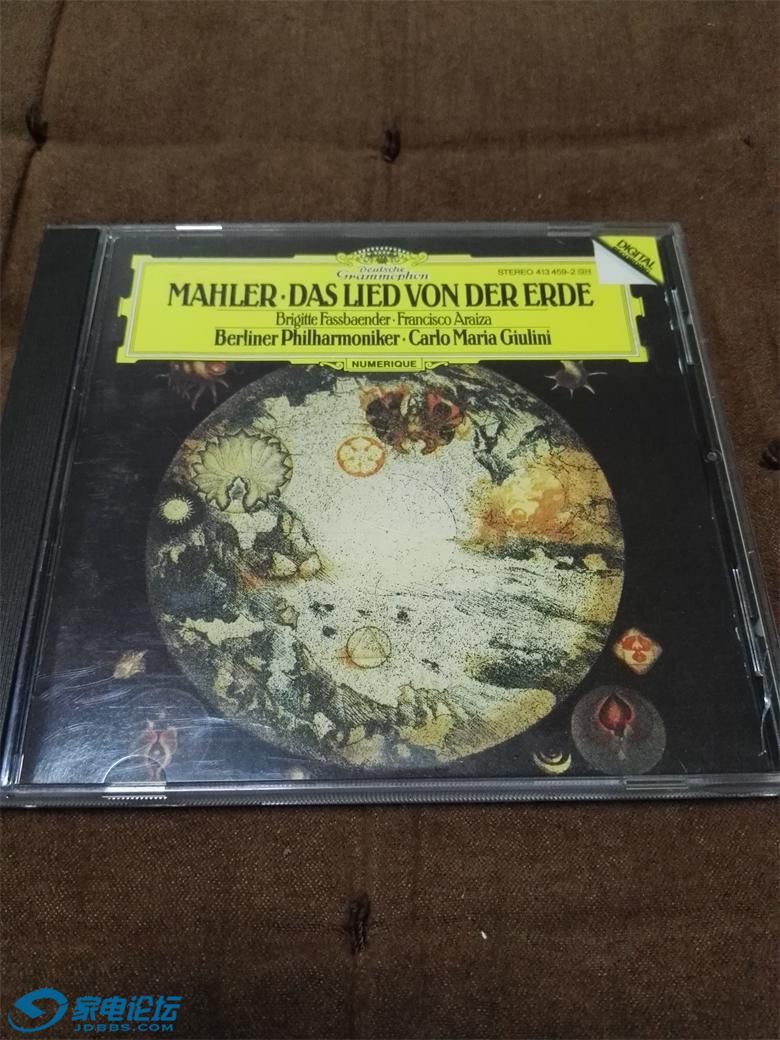 Deutsche
Grammophon
STEREO 413 459-2 GH
DIGITAL
MAHLER · DAS LIED VON DER ERDE
Brigitte Fassbaender · Francisco Araiza
Berliner Philharmoniker · Carlo Maria Giulini
NUMERIQUE
家电论坛
JDBBS.COM